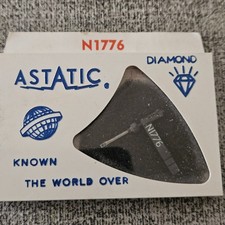 N1776
ASTATIC®
DIAMOND
N1776
KNOWN
THE WORLD OVER